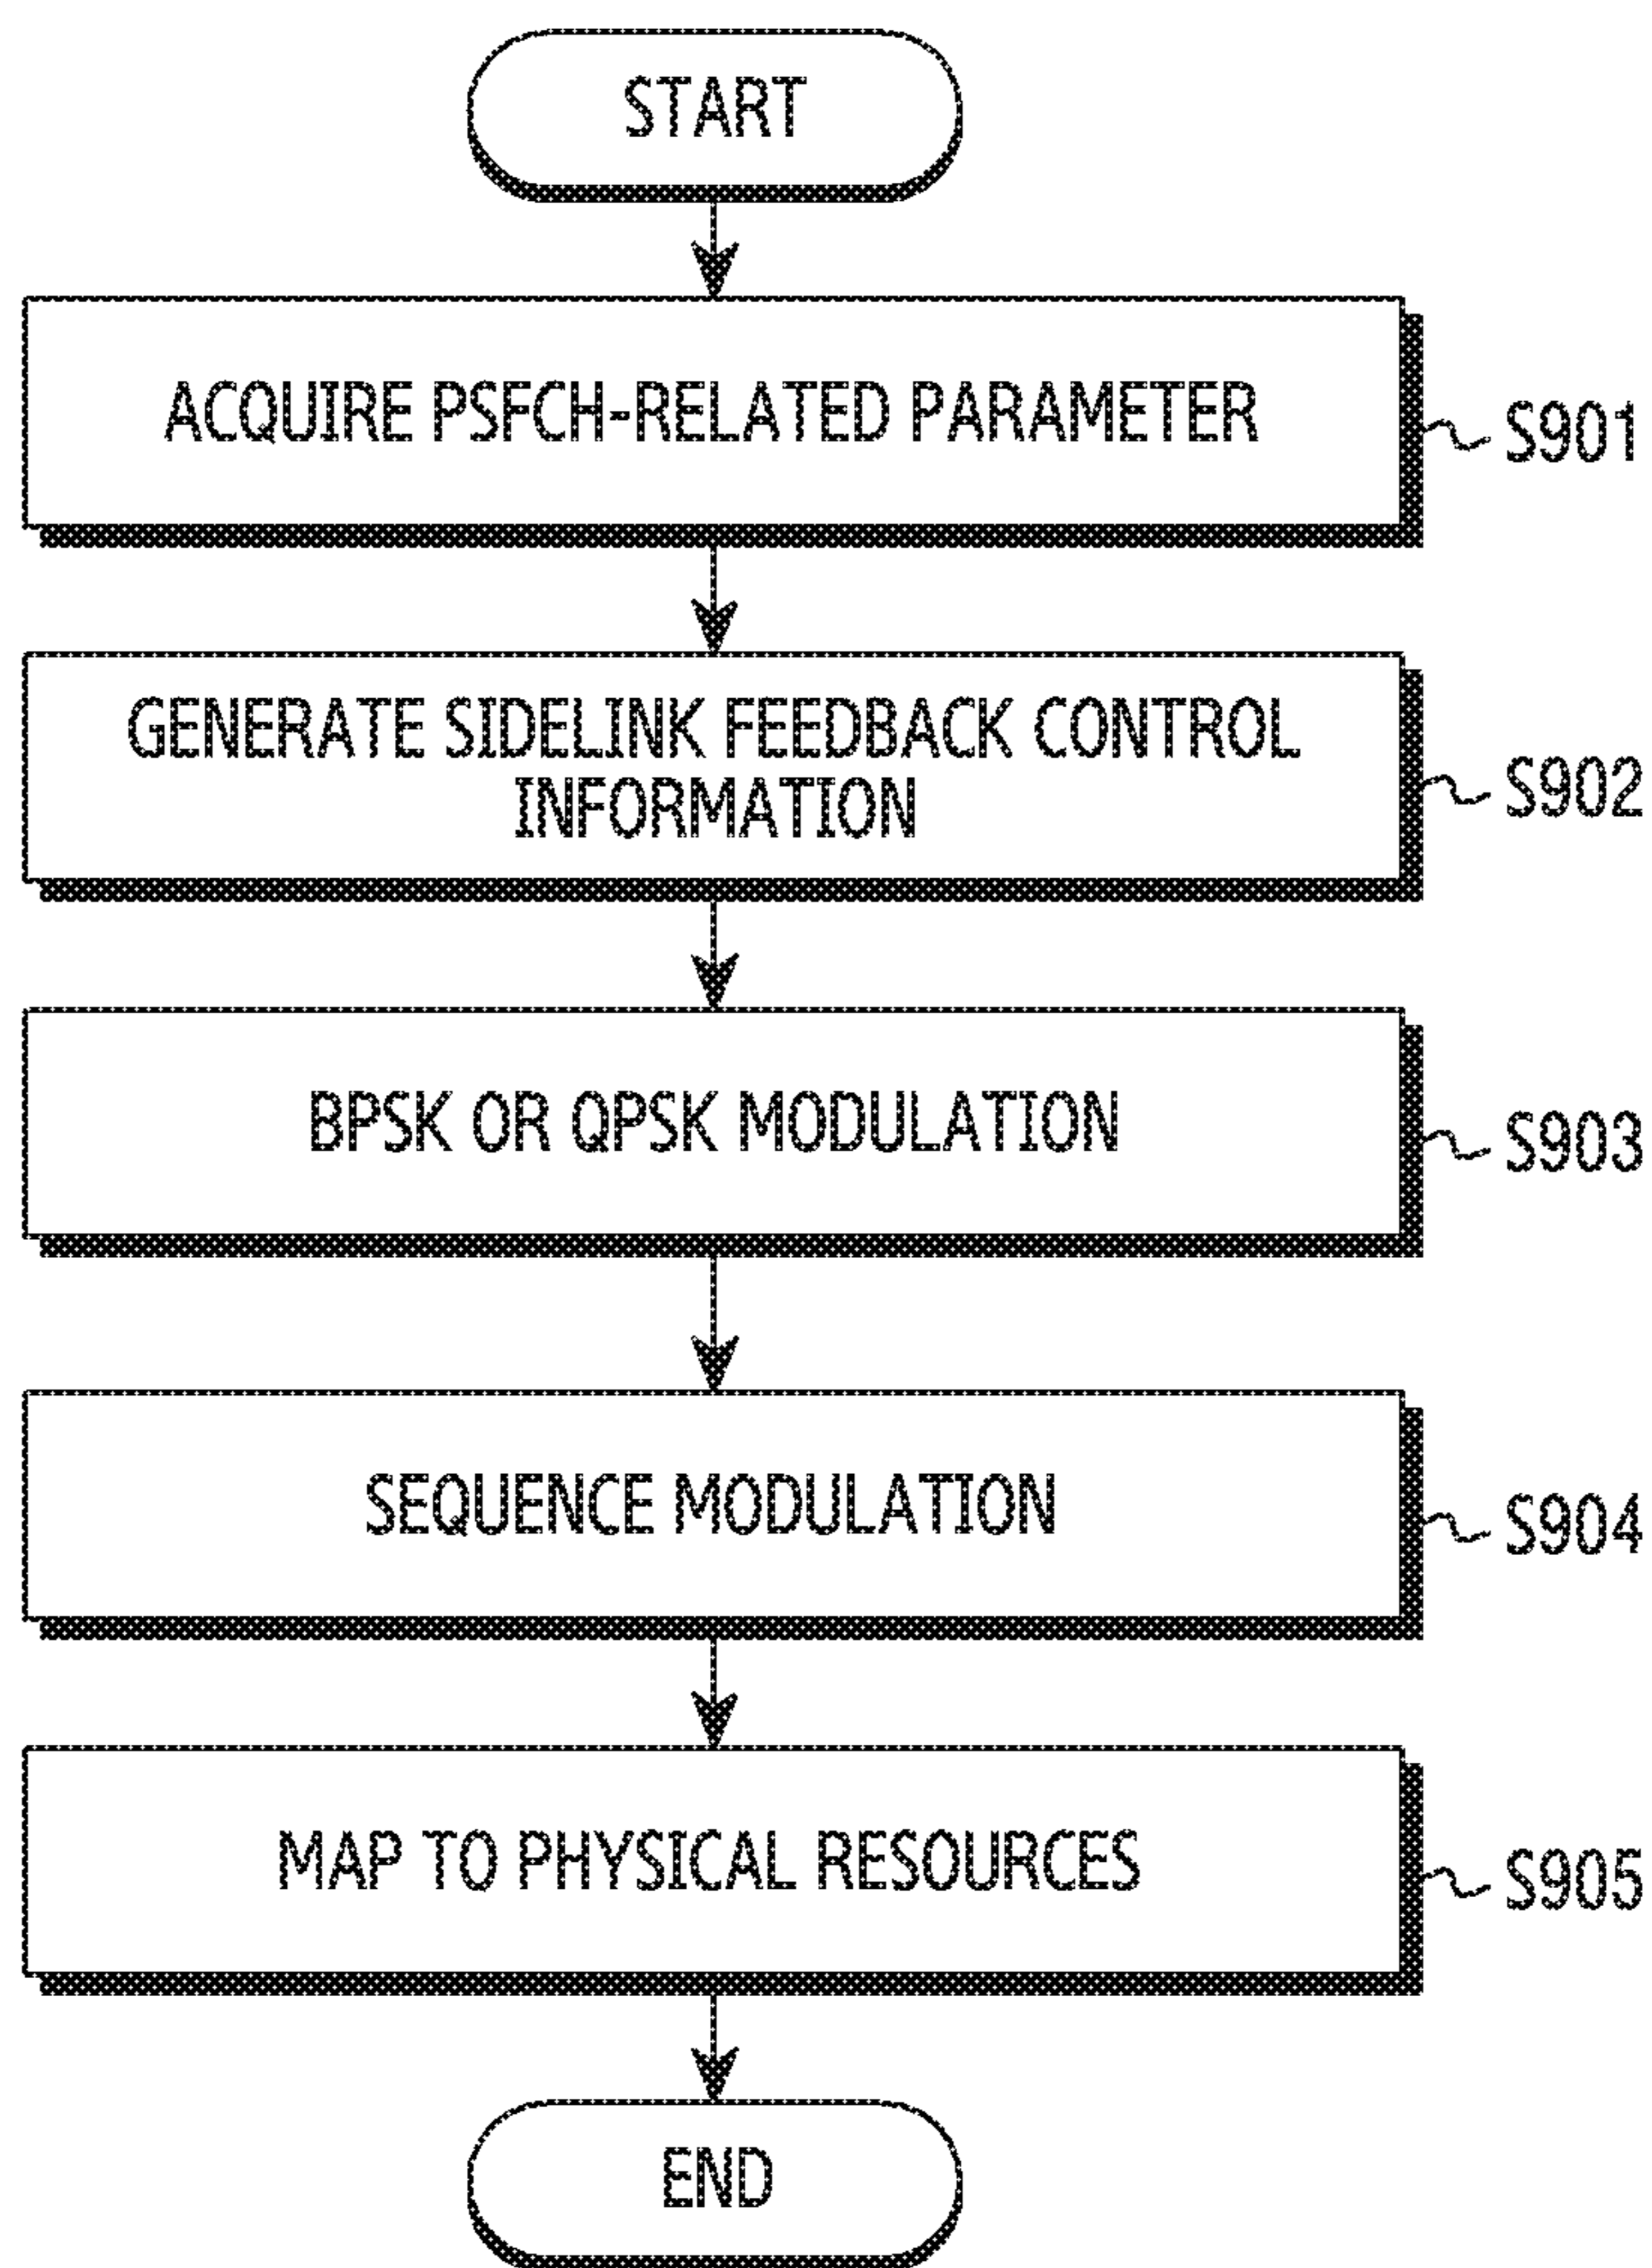 START
ACQUIRE PSFCH-RELATED PARAMETER
S901
GENERATE SIDELINK FEEDBACK CONTROL
INFORMATION
S902
BPSK OR QPSK MODULATION
S903
SEQUENCE MODULATION
S904
MAP TO PHYSICAL RESOURCES
S905
END